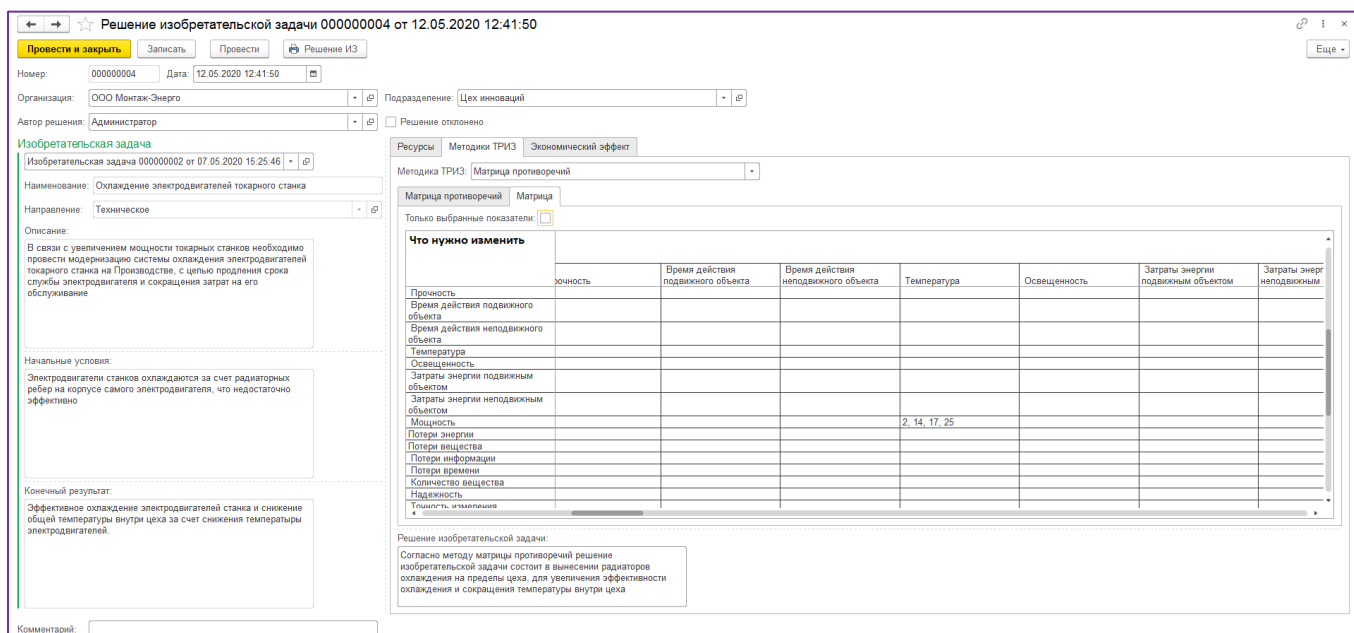 Решение изобретательской задачи 000000004 от 12.05.2020 12:41:50
Провести и закрыть Записать Провести Решение ИЗ Еще
Номер: 000000004 Дата: 12.05.2020 12:41:50
Организация: ООО Монтаж-Энерго Подразделение: Цех инноваций
Автор решения: Администратор Решение отклонено
Изобретательская задача
Изобретательская задача 000000002 от 07.05.2020 15:25:46
Наименование: Охлаждение электродвигателей токарного станка
Направление: Техническое
Описание:
В связи с увеличением мощности токарных станков необходимо
провести модернизацию системы охлаждения электродвигателей
токарного станка на Производстве, с целью продления срока
службы электродвигателя и сокращения затрат на его
обслуживание
Начальные условия:
Электродвигатели станков охлаждаются за счет радиаторных
ребер на корпусе самого электродвигателя, что недостаточно
эффективно
Конечный результат:
Эффективное охлаждение электродвигателей станка и снижение
общей температуры внутри цеха за счет снижения температыры
электродвигателей.
Комментарий:
Ресурсы Методики ТРИЗ Экономический эффект
Методика ТРИЗ: Матрица противоречий
Матрица противоречий Матрица
Только выбранные показатели:
Что нужно изменить
Время действия Время действия Затраты энергии Затраты энерг
очность подвижного объекта неподвижного объекта Температура Освещенность подвижным объектом неподвижным
Прочность
Время действия подвижного
объекта
Время действия неподвижного
объекта
Температура
Освещенность
Затраты энергии подвижным
объектом
Затраты энергии неподвижным
объектом
Мощность 2, 14, 17, 25
Потери энергии
Потери вещества
Потери информации
Потери времени
Количество вещества
Надежность
Точность измерения
Решение изобретательской задачи:
Согласно методу матрицы противоречий решение
изобретательской задачи состоит в вынесении радиаторов
охлаждения на пределы цеха, для увеличения эффективности
охлаждения и сокращения температуры внутри цеха